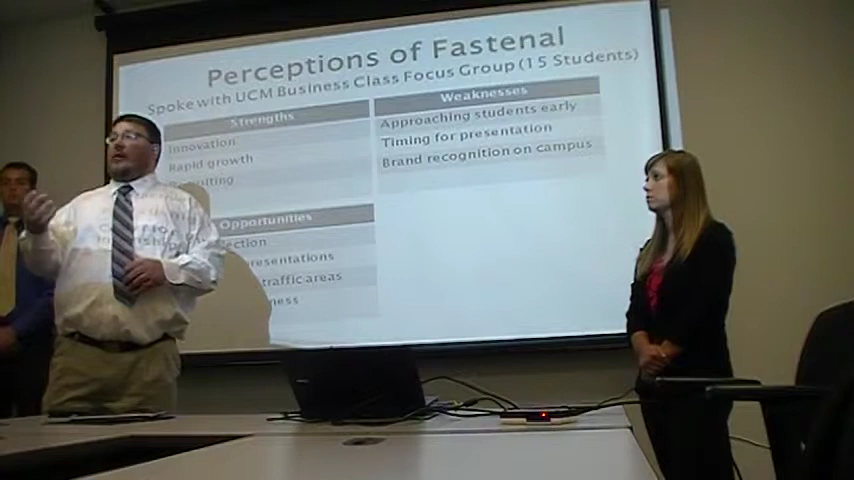 Perceptions of Fastenal
Spoke with UCM Business Class Focus Group (15 Students)
Strengths
Innovation
Rapid growth
Weaknesses
Approaching students early
Timing for presentation
Brand recognition on campus
Opportunities
traffic areas